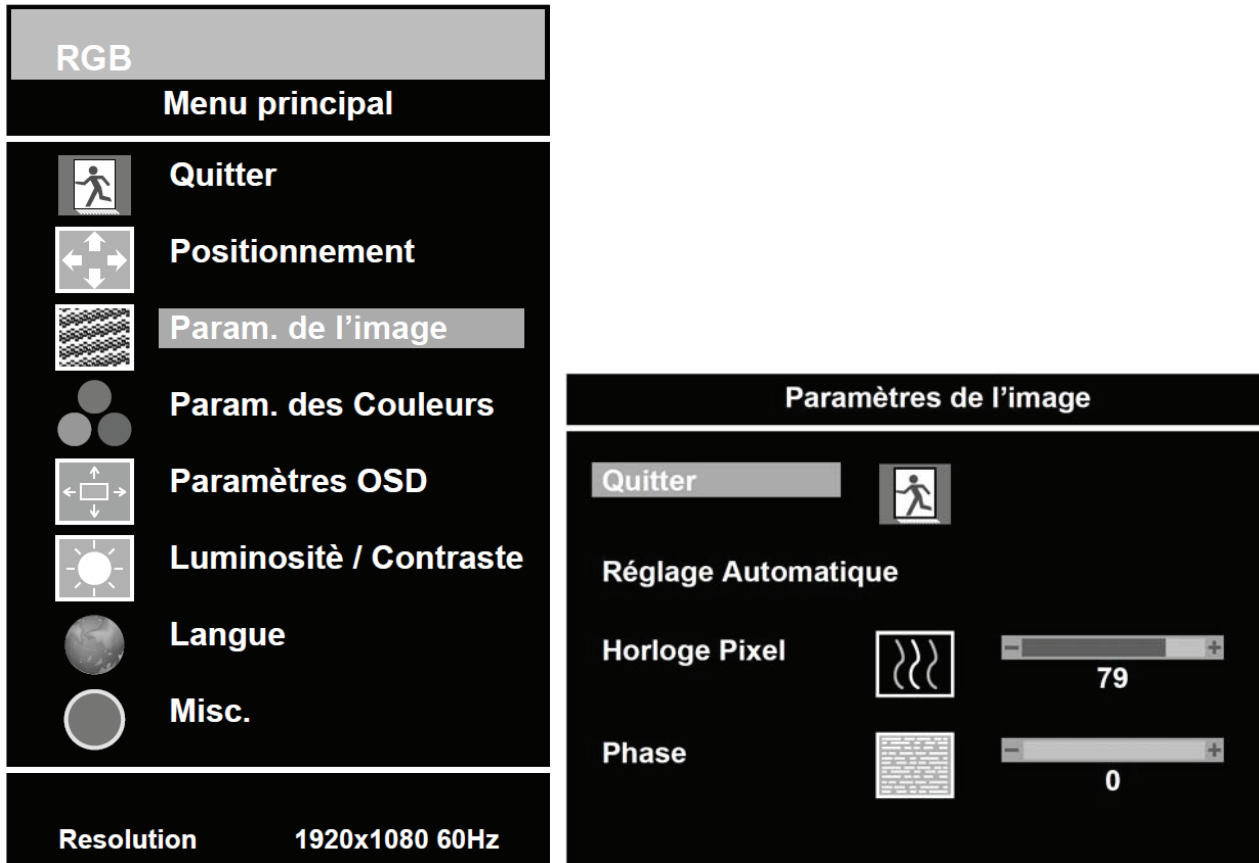 RGB
Menu principal
Quitter
Positionnement
Param. de l’image
Param. des Couleurs
Paramètres OSD
Luminositè / Contraste
Langue
Misc.
Resolution 1920x1080 60Hz
Paramètres de l’image
Quitter
Réglage Automatique
Horloge Pixel
− +
79
Phase
− +
0